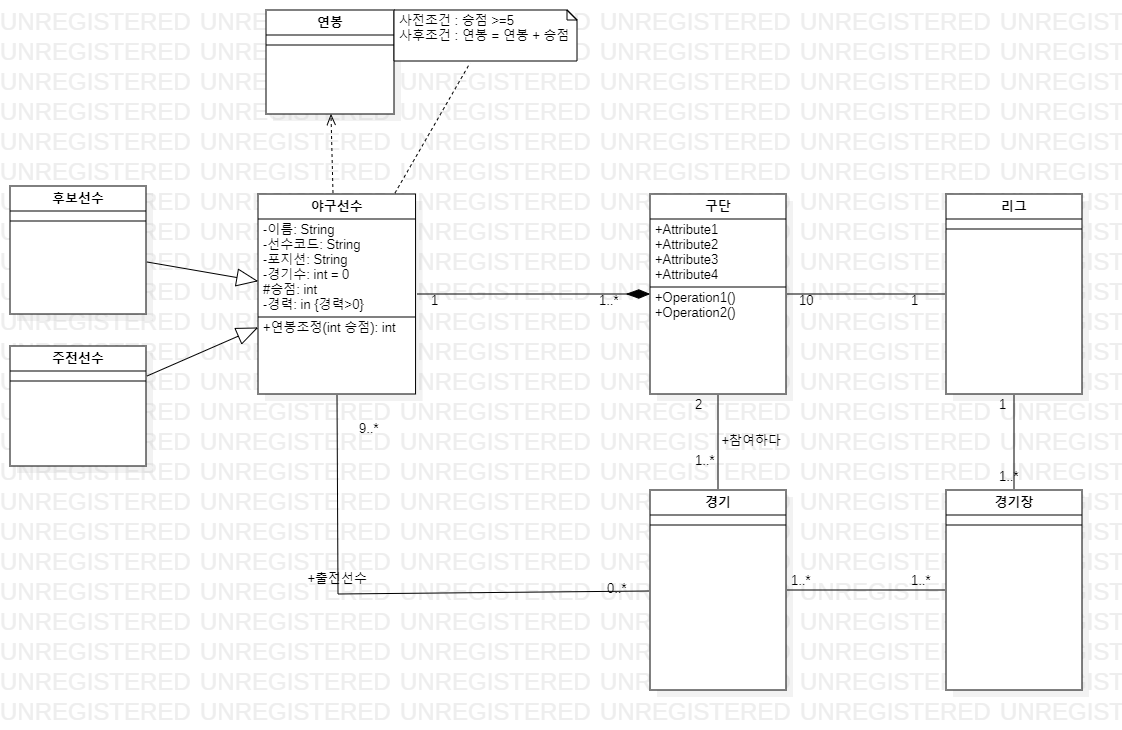 연봉
사전조건 : 승점 >=5
사후조건 : 연봉 = 연봉 + 승점
후보선수
야구선수
-이름: String
-선수코드: String
-포지션: String
-경기수: int = 0
#승점: int
-경력: in {경력>0}
+연봉조정(int 승점): int
구단
+Attribute1
+Attribute2
+Attribute3
+Attribute4
+Operation1()
+Operation2()
리그
1
1..*
10
1
주전선수
2
1
9..*
+참여하다
1..*
1..*
경기
경기장
+출전선수
0..*
1..*
1..*
UNREGISTERED